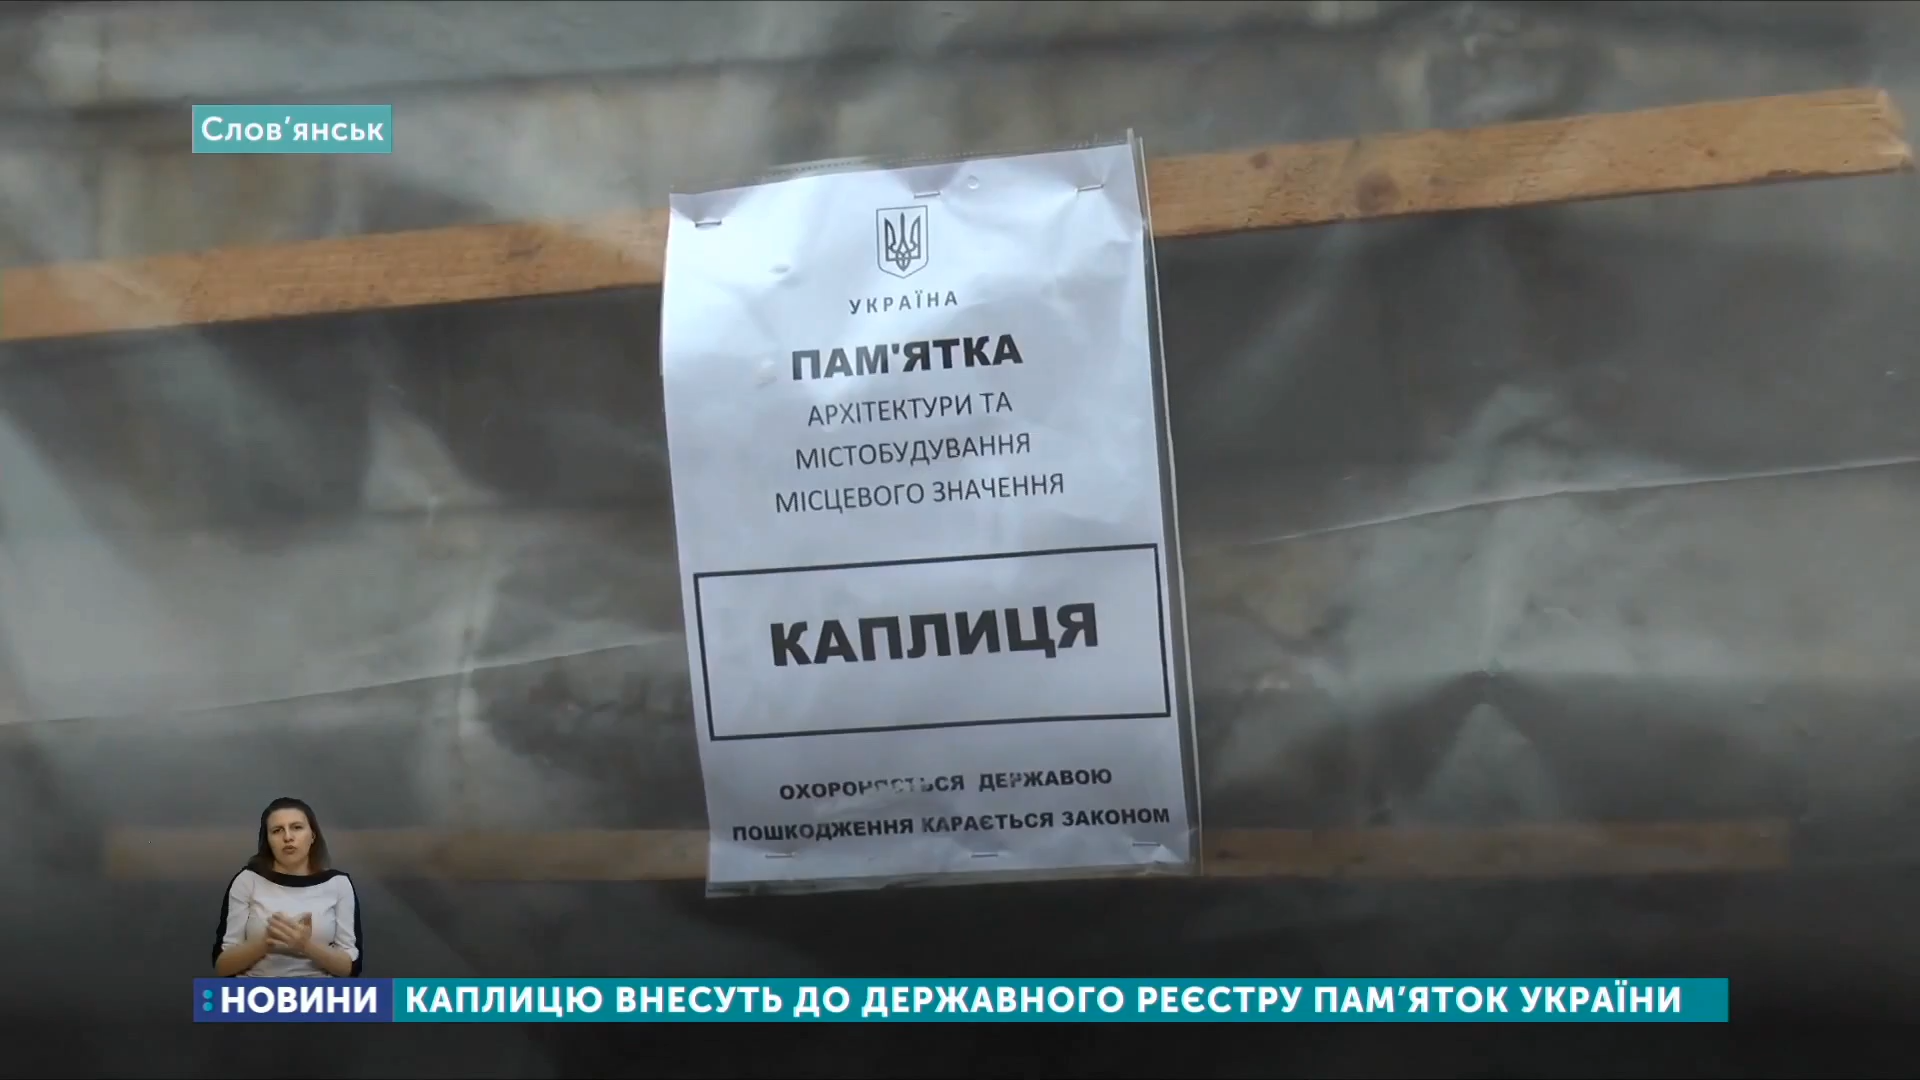 Слов’янськ
УКРАЇНА
ПАМ'ЯТКА
АРХІТЕКТУРИ ТА
МІСТОБУДУВАННЯ
МІСЦЕВОГО ЗНАЧЕННЯ
КАПЛИЦЯ
ОХОРОНЯЄТЬСЯ ДЕРЖАВОЮ
ПОШКОДЖЕННЯ КАРАЄТЬСЯ ЗАКОНОМ
:НОВИНИ КАПЛИЦЮ ВНЕСУТЬ ДО ДЕРЖАВНОГО РЕЄСТРУ ПАМ’ЯТОК УКРАЇНИ